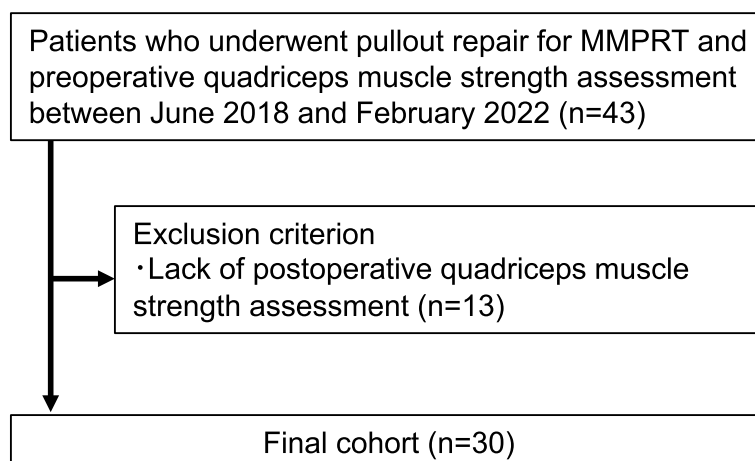 Patients who underwent pullout repair for MMPRT and
preoperative quadriceps muscle strength assessment
between June 2018 and February 2022 (n=43)
Exclusion criterion
・Lack of postoperative quadriceps muscle
strength assessment (n=13)
Final cohort (n=30)